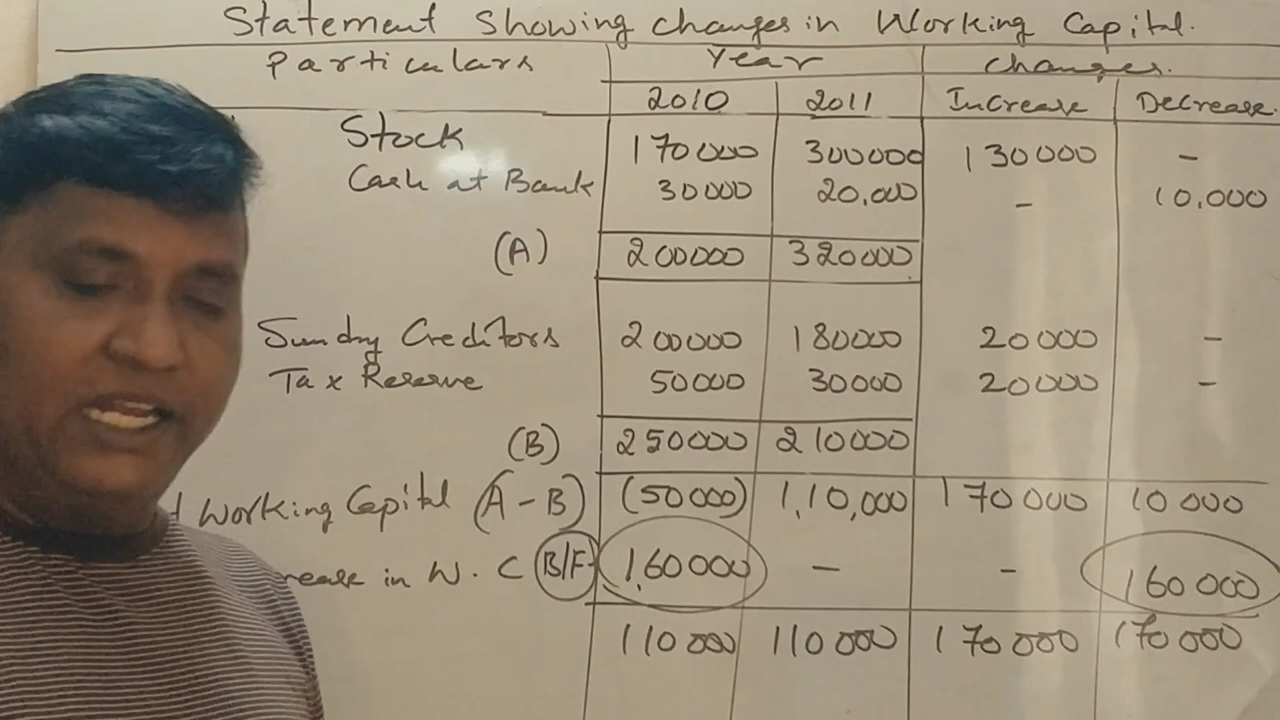 Statement Showing changes in Working Capital.
Particulars Year Changes.
2010 2011 Increase Decrease.
Stock 170000 300000 130000 -
Cash at Bank 30000 20,000 - 10,000
(A) 200000 320000
Sundry Creditors 200000 180000 20000 -
Tax Reserve 50000 30000 20000 -
(B) 250000 210000
Working Capital (A-B) (50000) 1,10,000 170000 10000
in W.C (B/F) 1,60000 - - 160000
110000 110000 170000 170000